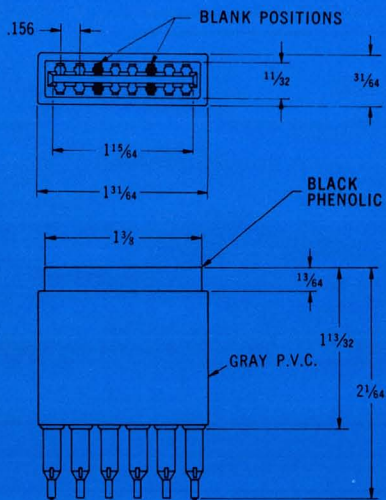 BLANK POSITIONS
.156
11/32
31/64
1 15/64
1 31/64
BLACK
PHENOLIC
1 3/8
13/64
1 13/32
GRAY P.V.C.
2 1/64